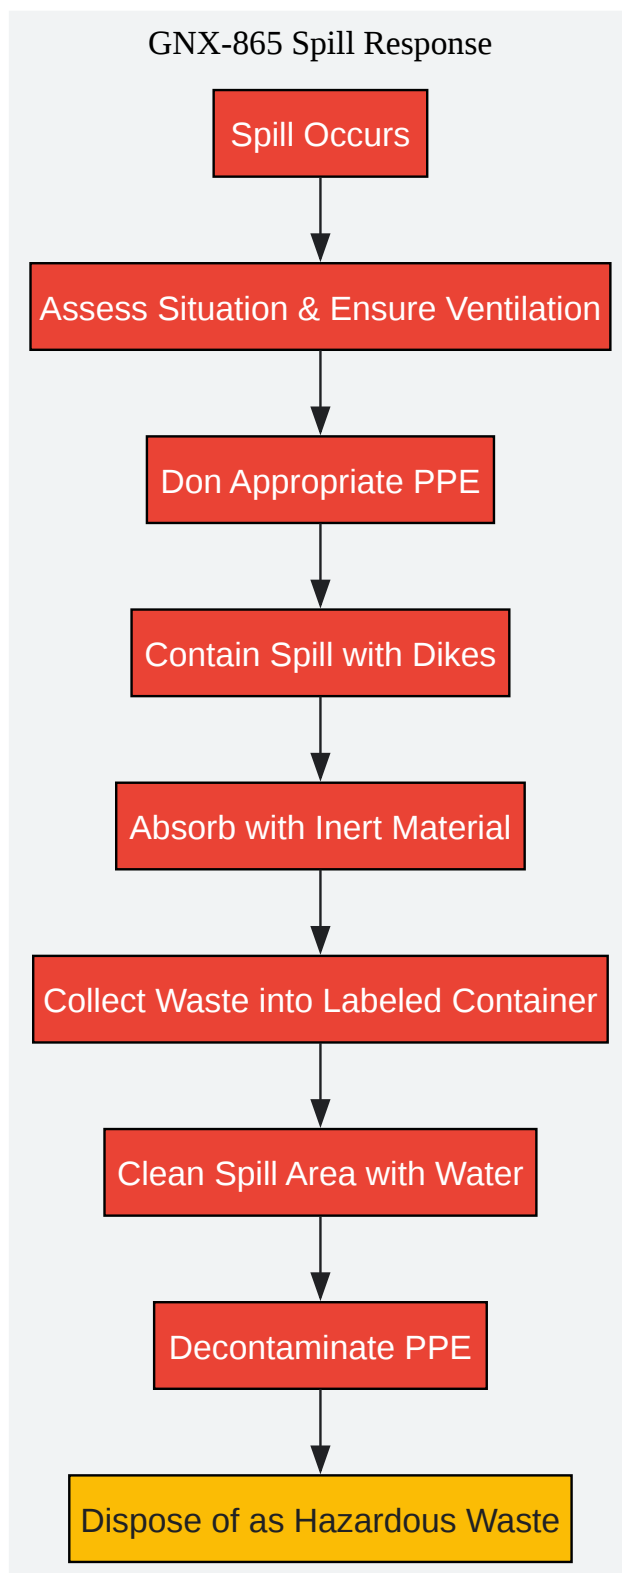 GNX-865 Spill Response
Spill Occurs
Assess Situation & Ensure Ventilation
Don Appropriate PPE
Contain Spill with Dikes
Absorb with Inert Material
Collect Waste into Labeled Container
Clean Spill Area with Water
Decontaminate PPE
Dispose of as Hazardous Waste